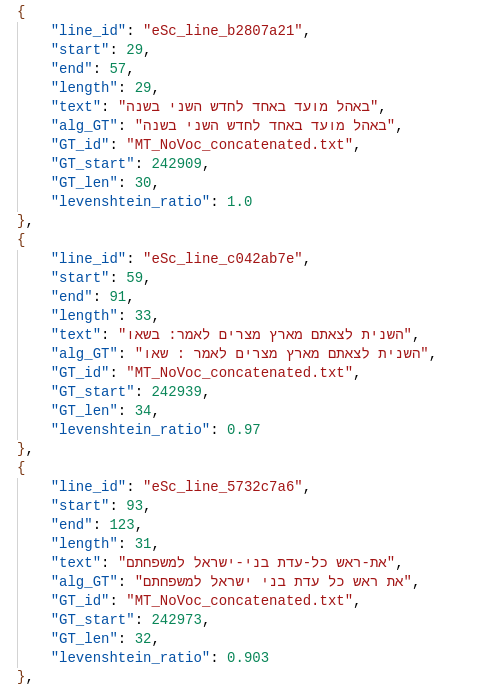 {
"line_id": "eSc_line_b2807a21",
"start": 29,
"end": 57,
"length": 29,
"text": "באהל מועד באחד לחדש השני בשנה",
"alg_GT": "באהל מועד באחד לחדש השני בשנה",
"GT_id": "MT_NoVoc_concatenated.txt",
"GT_start": 242909,
"GT_len": 30,
"levenshtein_ratio": 1.0
},
{
"line_id": "eSc_line_c042ab7e",
"start": 59,
"end": 91,
"length": 33,
"text": "השנית לצאתם מארץ מצרים לאמר: בשאו",
"alg_GT": "השנית לצאתם מארץ מצרים לאמר : שאו",
"GT_id": "MT_NoVoc_concatenated.txt",
"GT_start": 242939,
"GT_len": 34,
"levenshtein_ratio": 0.97
},
{
"line_id": "eSc_line_5732c7a6",
"start": 93,
"end": 123,
"length": 31,
"text": "את-ראש כל-עדת בני-ישראל למשפחתם",
"alg_GT": "את ראש כל עדת בני ישראל למשפחתם",
"GT_id": "MT_NoVoc_concatenated.txt",
"GT_start": 242973,
"GT_len": 32,
"levenshtein_ratio": 0.903
},